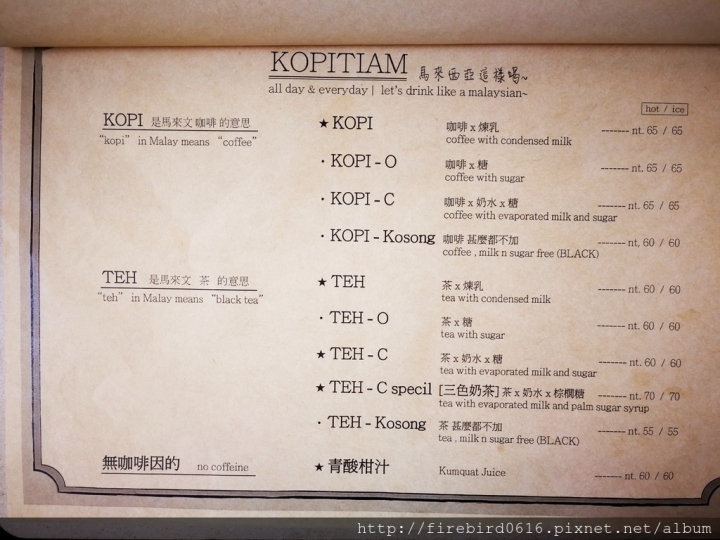 KOPITIAM 馬來西亞這樣喝~
all day & everyday | let's drink like a malaysian~
hot / ice
KOPI 是馬來文 咖啡 的意思
"kopi" in Malay means "coffee"
★ KOPI 咖啡 x 煉乳 ------- nt. 65 / 65
coffee with condensed milk
· KOPI - O 咖啡 x 糖 ------- nt. 65 / 65
coffee with sugar
· KOPI - C 咖啡 x 奶水 x 糖 ------- nt. 65 / 65
coffee with evaporated milk and sugar
· KOPI - Kosong 咖啡 甚麼都不加 ------- nt, 60 / 60
coffee , milk n sugar free (BLACK)
TEH 是馬來文 茶 的意思
"teh" in Malay means "black tea"
★ TEH 茶 x 煉乳 ------- nt. 60 / 60
tea with condensed milk
· TEH - O 茶 x 糖 ------- nt. 60 / 60
tea with sugar
★ TEH - C 茶 x 奶水 x 糖 ------- nt. 60 / 60
tea with evaporated milk and sugar
★ TEH - C specil [三色奶茶] 茶 x 奶水 x 棕櫚糖 ------- nt. 70 / 70
tea with evaporated milk and palm sugar syrup
· TEH - Kosong 茶 甚麼都不加 ------- nt. 55 / 55
tea , milk n sugar free (BLACK)
無咖啡因的 no coffeine
★ 青酸柑汁 Kumquat Juice ------- nt. 60 / 60
http://firebird0616.pixnet.net/album